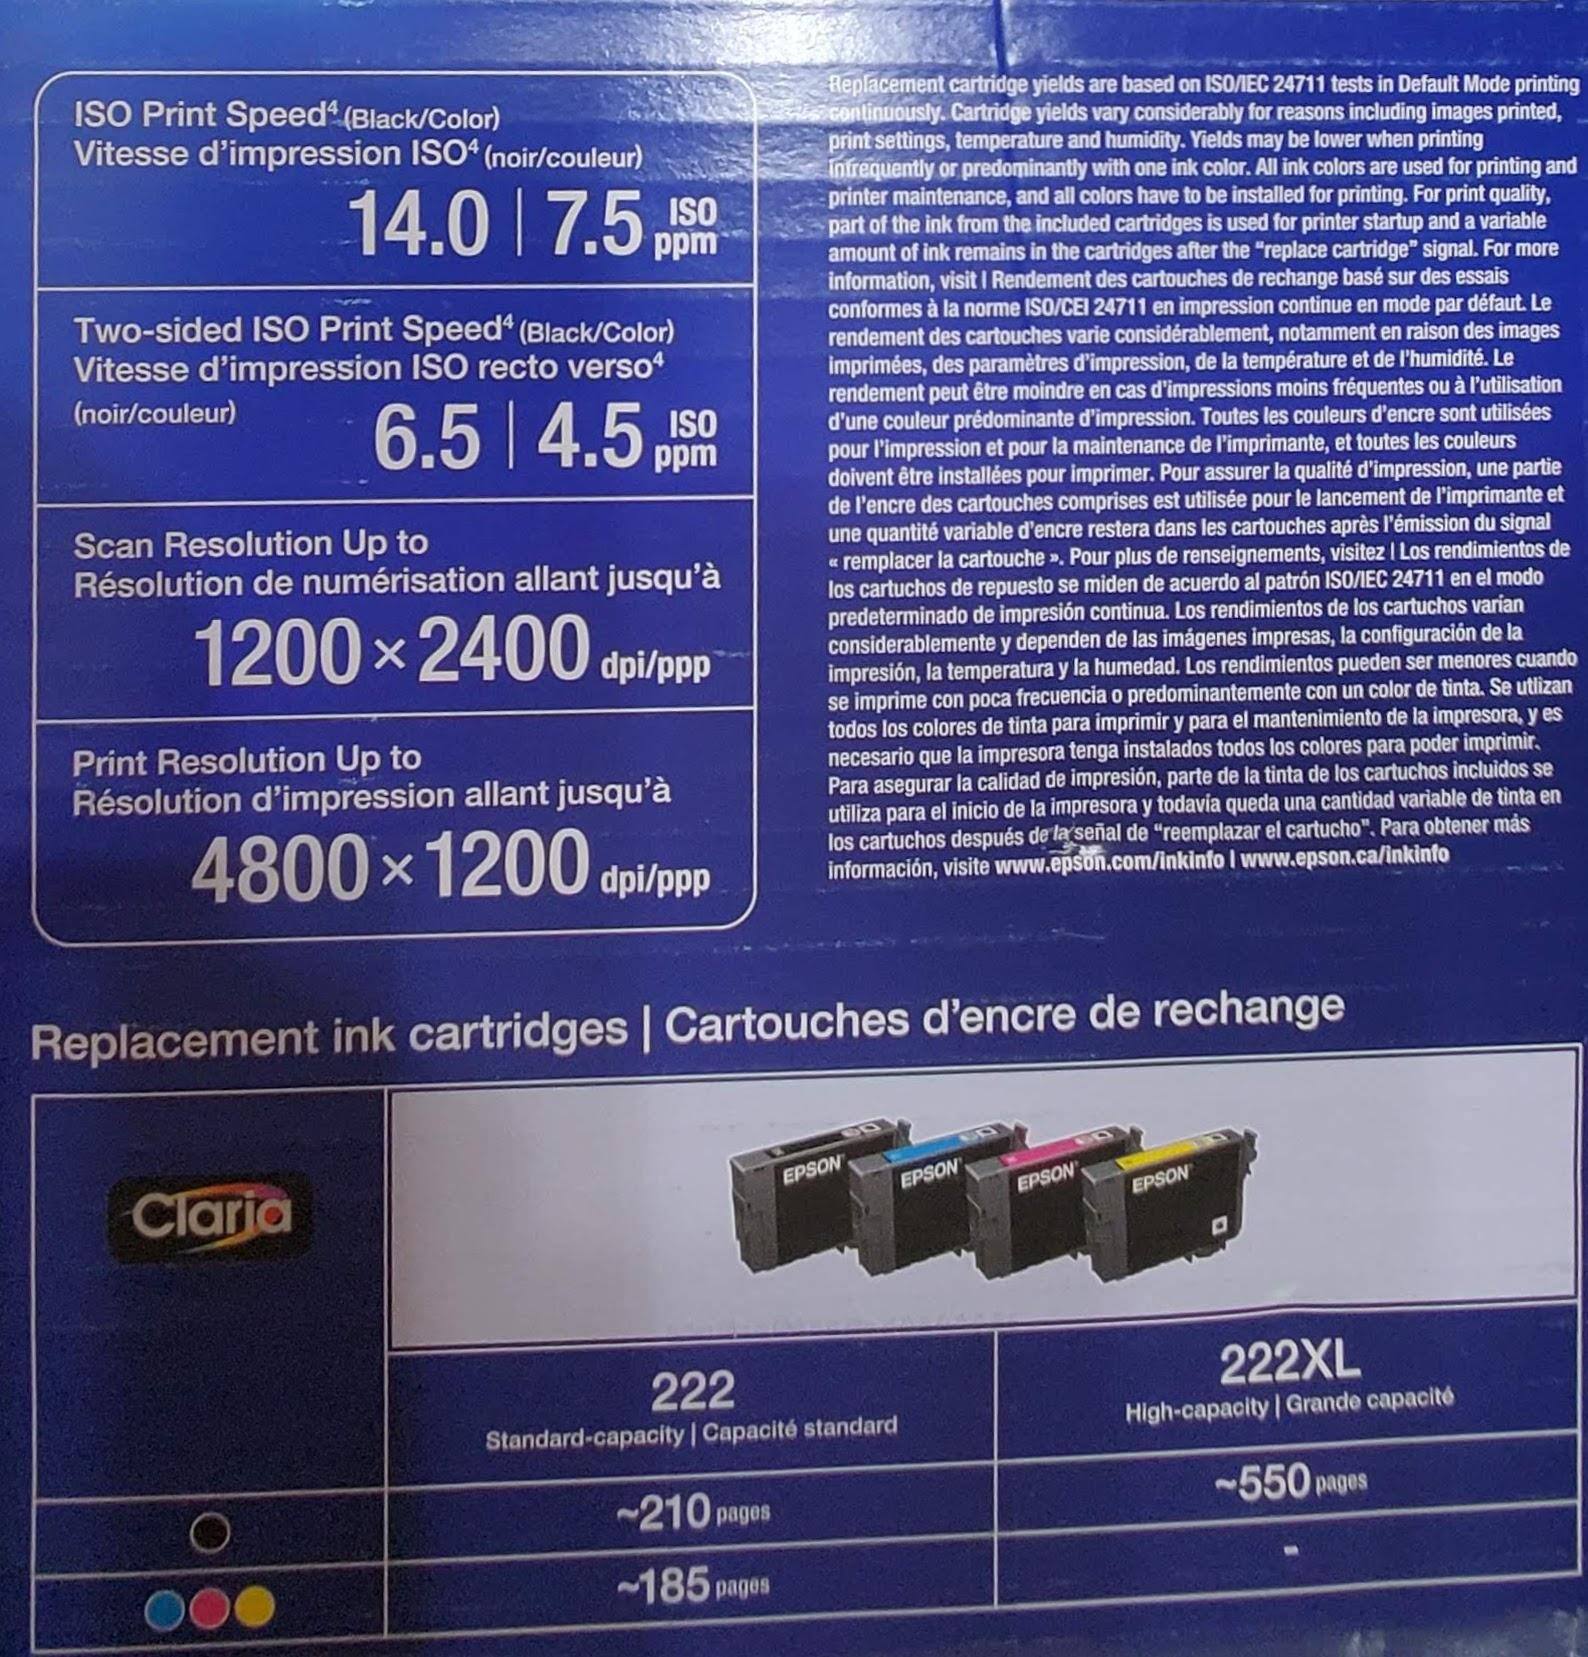 ISO Print Speed⁴ (Black/Color)
Vitesse d'impression ISO⁴ (noir/couleur)
14.0 | 7.5 ISO ppm
Two-sided ISO Print Speed⁴ (Black/Color)
Vitesse d'impression ISO recto verso⁴
(noir/couleur)
6.5 | 4.5 ISO ppm
Scan Resolution Up to
Résolution de numérisation allant jusqu'à
1200 × 2400 dpi/ppp
Print Resolution Up to
Résolution d'impression allant jusqu'à
4800 × 1200 dpi/ppp
Replacement cartridge yields are based on ISO/IEC 24711 tests in Default Mode printing
continuously. Cartridge yields vary considerably for reasons including images printed,
print settings, temperature and humidity. Yields may be lower when printing
infrequently or predominantly with one ink color. All ink colors are used for printing and
printer maintenance, and all colors have to be installed for printing. For print quality,
part of the ink from the included cartridges is used for printer startup and a variable
amount of ink remains in the cartridges after the "replace cartridge" signal. For more
information, visit | Rendement des cartouches de rechange basé sur des essais
conformes à la norme ISO/CEI 24711 en impression continue en mode par défaut. Le
rendement des cartouches varie considérablement, notamment en raison des images
imprimées, des paramètres d'impression, de la température et de l'humidité. Le
rendement peut être moindre en cas d'impressions moins fréquentes ou à l'utilisation
d'une couleur prédominante d'impression. Toutes les couleurs d'encre sont utilisées
pour l'impression et pour la maintenance de l'imprimante, et toutes les couleurs
doivent être installées pour imprimer. Pour assurer la qualité d'impression, une partie
de l'encre des cartouches comprises est utilisée pour le lancement de l'imprimante et
une quantité variable d'encre restera dans les cartouches après l'émission du signal
« remplacer la cartouche ». Pour plus de renseignements, visitez | Los rendimientos de
los cartuchos de repuesto se miden de acuerdo al patrón ISO/IEC 24711 en el modo
predeterminado de impresión continua. Los rendimientos de los cartuchos varían
considerablemente y dependen de las imágenes impresas, la configuración de la
impresión, la temperatura y la humedad. Los rendimientos pueden ser menores cuando
se imprime con poca frecuencia o predominantemente con un color de tinta. Se utlizan
todos los colores de tinta para imprimir y para el mantenimiento de la impresora, y es
necesario que la impresora tenga instalados todos los colores para poder imprimir.
Para asegurar la calidad de impresión, parte de la tinta de los cartuchos incluidos se
utiliza para el inicio de la impresora y todavía queda una cantidad variable de tinta en
los cartuchos después de la señal de "reemplazar el cartucho". Para obtener más
información, visite www.epson.com/inkinfo | www.epson.ca/inkinfo
Replacement ink cartridges | Cartouches d'encre de rechange
Claria
EPSON EPSON EPSON EPSON
222
Standard-capacity | Capacité standard
222XL
High-capacity | Grande capacité
~210 pages
~550 pages
~185 pages
-